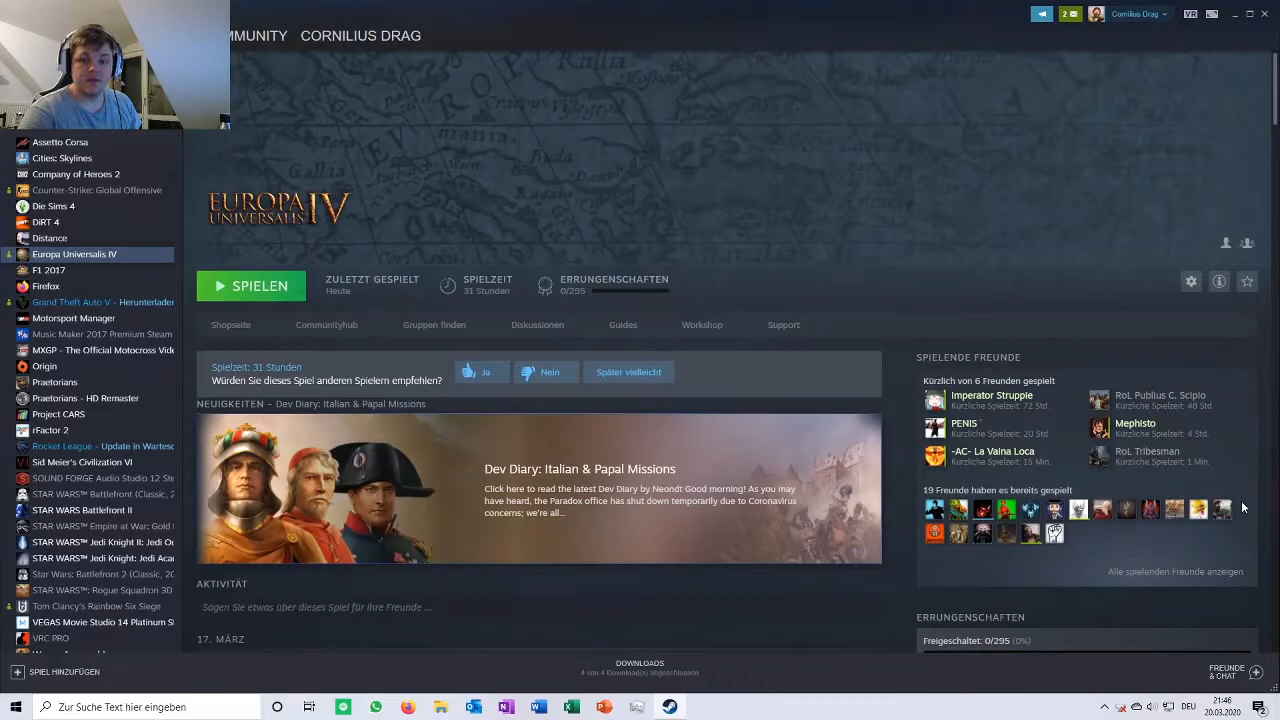 2
Cornilius Drag
VR
MMUNITY CORNILIUS DRAG
Assetto Corsa
Cities: Skylines
Company of Heroes 2
Counter-Strike: Global Offensive
Die Sims 4
DiRT 4
Distance
Europa Universalis IV
F1 2017
Firefox
Grand Theft Auto V - Herunterladen
Motorsport Manager
Music Maker 2017 Premium Steam
MXGP - The Official Motocross Vide
Origin
Praetorians
Praetorians - HD Remaster
Project CARS
rFactor 2
Rocket League - Update in Wartesc
Sid Meier's Civilization VI
SOUND FORGE Audio Studio 12 Ste
STAR WARS™ Battlefront (Classic, 2
STAR WARS Battlefront II
STAR WARS™ Empire at War: Gold
STAR WARS™ Jedi Knight II: Jedi Out
STAR WARS™ Jedi Knight: Jedi Aca
Star Wars: Battlefront 2 (Classic, 20
STAR WARS™: Rogue Squadron 3D
Tom Clancy's Rainbow Six Siege
VEGAS Movie Studio 14 Platinum St
VRC PRO
SPIEL HINZUFÜGEN
EUROPA
UNIVERSALIS IV
SPIELEN
ZULETZT GESPIELT
Heute
SPIELZEIT
31 Stunden
ERRUNGENSCHAFTEN
0/295
Shopseite Communityhub Gruppen finden Diskussionen Guides Workshop Support
Spielzeit: 31 Stunden
Würden Sie dieses Spiel anderen Spielern empfehlen?
Ja
Nein
Später vielleicht
NEUIGKEITEN - Dev Diary: Italian & Papal Missions
Dev Diary: Italian & Papal Missions
Click here to read the latest Dev Diary by Neondt Good morning! As you may
have heard, the Paradox office has shut down temporarily due to Coronavirus
concerns; we're all...
AKTIVITÄT
Sagen Sie etwas über dieses Spiel für Ihre Freunde ...
17. MÄRZ
SPIELENDE FREUNDE
Kürzlich von 6 Freunden gespielt
Imperator Struppie
Kürzliche Spielzeit: 72 Std.
RoL Publius C. Scipio
Kürzliche Spielzeit: 48 Std.
PENIS
Kürzliche Spielzeit: 20 Std.
Mephisto
Kürzliche Spielzeit: 4 Std.
-AC- La Vaina Loca
Kürzliche Spielzeit: 15 Min.
RoL Tribesman
Kürzliche Spielzeit: 1 Min.
19 Freunde haben es bereits gespielt
Alle spielenden Freunde anzeigen
ERRUNGENSCHAFTEN
Freigeschaltet: 0/295 (0%)
DOWNLOADS
4 von 4 Download(s) abgeschlossen
FREUNDE
& CHAT
Zur Suche Text hier eingeben
DEU
21:46
20.03.2020
2